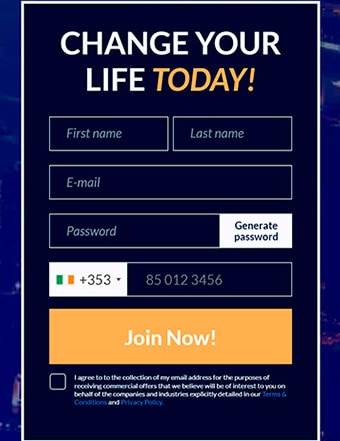 CHANGE YOUR
LIFE TODAY!
First name
Last name
E-mail
Password
Generate
password
+353
85 012 3456
Join Now!
I agree to to the collection of my email address for the purposes of
receiving commercial offers that we believe will be of interest to you on
behalf of the companies and industries explicitly detailed in our Terms &
Conditions and Privacy Policy.